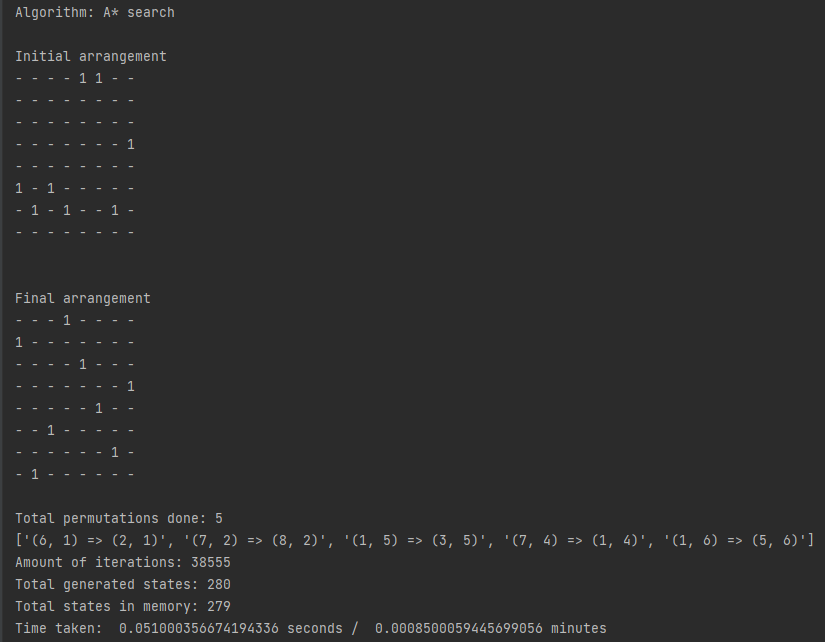 Algorithm: A* search
Initial arrangement
- - - - 1 1 - -
- - - - - - - -
- - - - - - - -
- - - - - - - 1
- - - - - - - -
1 - 1 - - - - -
- 1 - 1 - - 1 -
- - - - - - - -
Final arrangement
- - - 1 - - - -
1 - - - - - - -
- - - - 1 - - -
- - - - - - - 1
- - - - - 1 - -
- - 1 - - - - -
- - - - - - 1 -
- 1 - - - - - -
Total permutations done: 5
['(6, 1) => (2, 1)', '(7, 2) => (8, 2)', '(1, 5) => (3, 5)', '(7, 4) => (1, 4)', '(1, 6) => (5, 6)']
Amount of iterations: 38555
Total generated states: 280
Total states in memory: 279
Time taken:  0.051000356674194336 seconds /  0.0008500059445699056 minutes